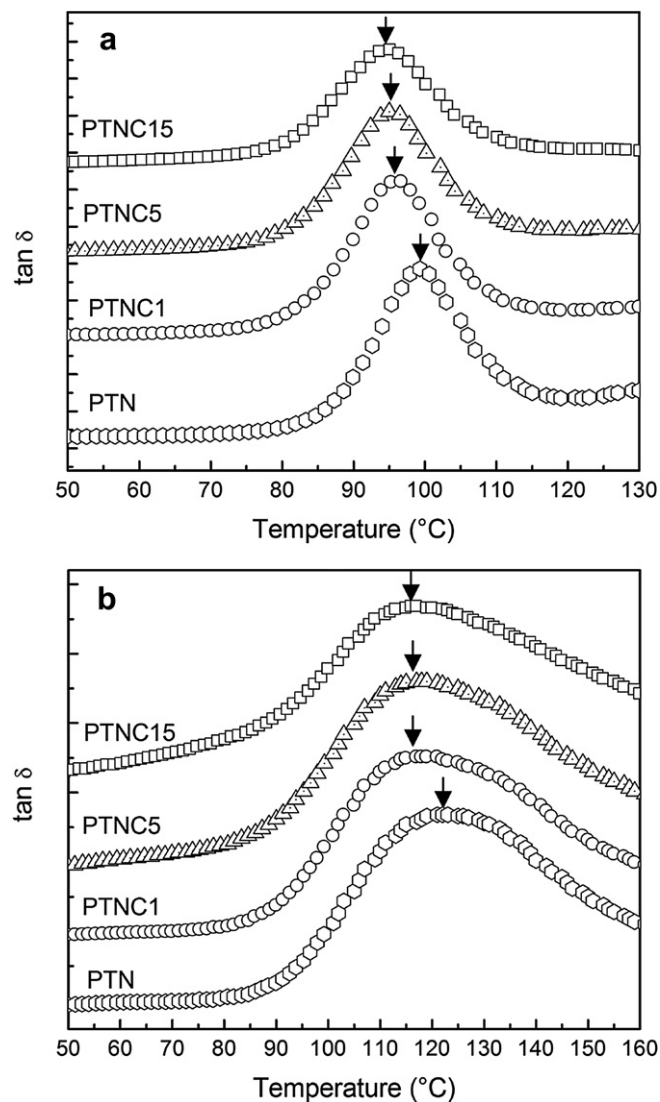 a
PTNC15
PTNC5
PTNC1
PTN
tan δ
50 60 70 80 90 100 110 120 130
Temperature (°C)
b
PTNC15
PTNC5
PTNC1
PTN
tan δ
50 60 70 80 90 100 110 120 130 140 150 160
Temperature (°C)